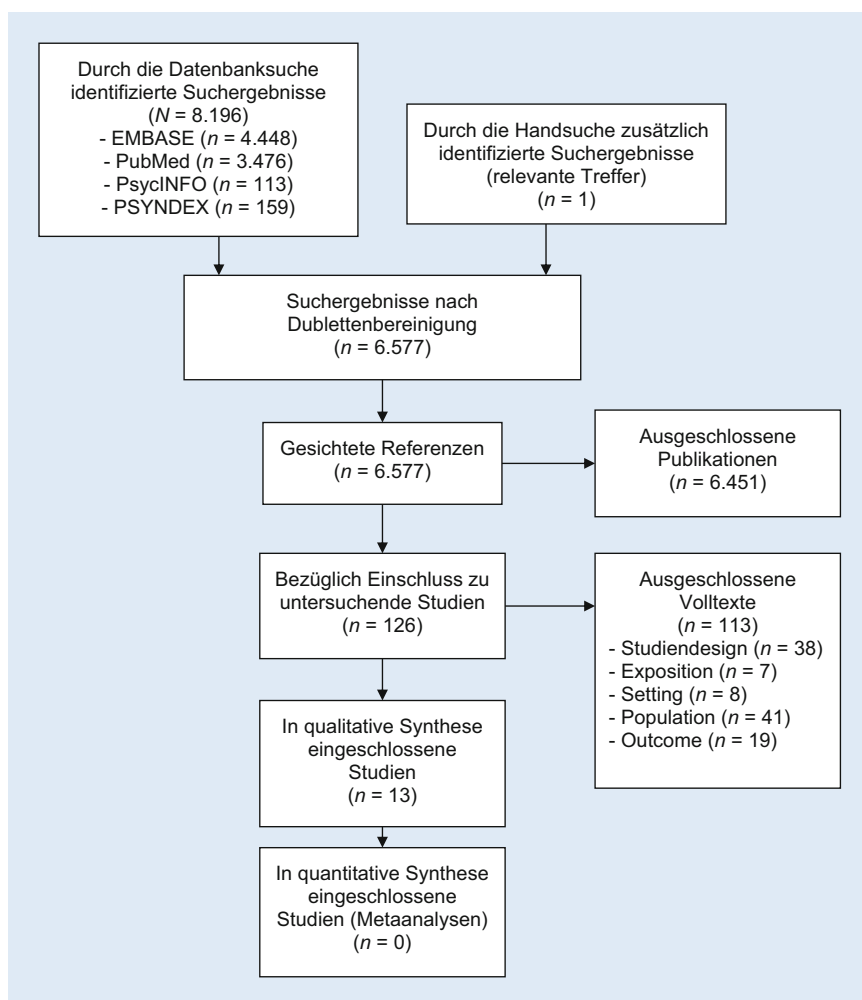 Durch die Datenbanksuche
identifizierte Suchergebnisse
(N = 8.196)
- EMBASE (n = 4.448)
- PubMed (n = 3.476)
- PsycINFO (n = 113)
- PSYNDEX (n = 159)
Durch die Handsuche zusätzlich
identifizierte Suchergebnisse
(relevante Treffer)
(n = 1)
Suchergebnisse nach
Dublettenbereinigung
(n = 6.577)
Gesichtete Referenzen
(n = 6.577)
Ausgeschlossene
Publikationen
(n = 6.451)
Bezüglich Einschluss zu
untersuchende Studien
(n = 126)
Ausgeschlossene
Volltexte
(n = 113)
- Studiendesign (n = 38)
- Exposition (n = 7)
- Setting (n = 8)
- Population (n = 41)
- Outcome (n = 19)
In qualitative Synthese
eingeschlossene
Studien
(n = 13)
In quantitative Synthese
eingeschlossene
Studien (Metaanalysen)
(n = 0)